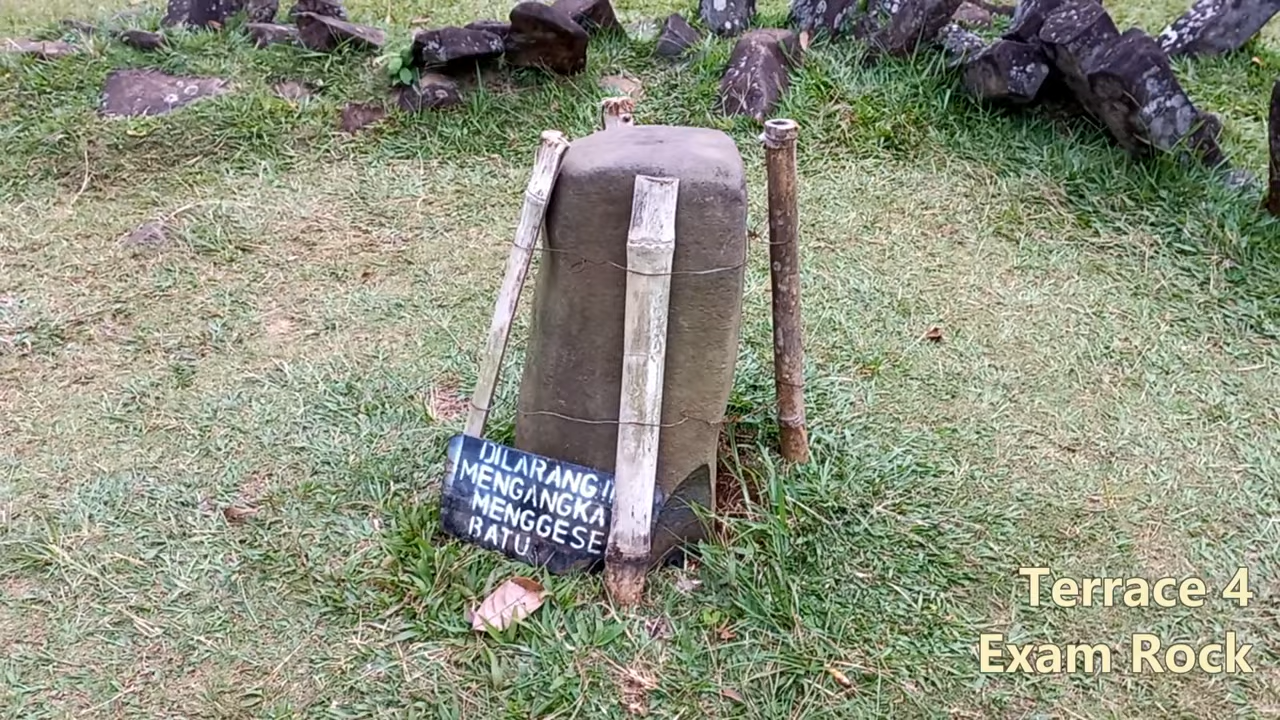 DILARANG!!
MENGANGKA
MENGGESE
BATU
Terrace 4
Exam Rock